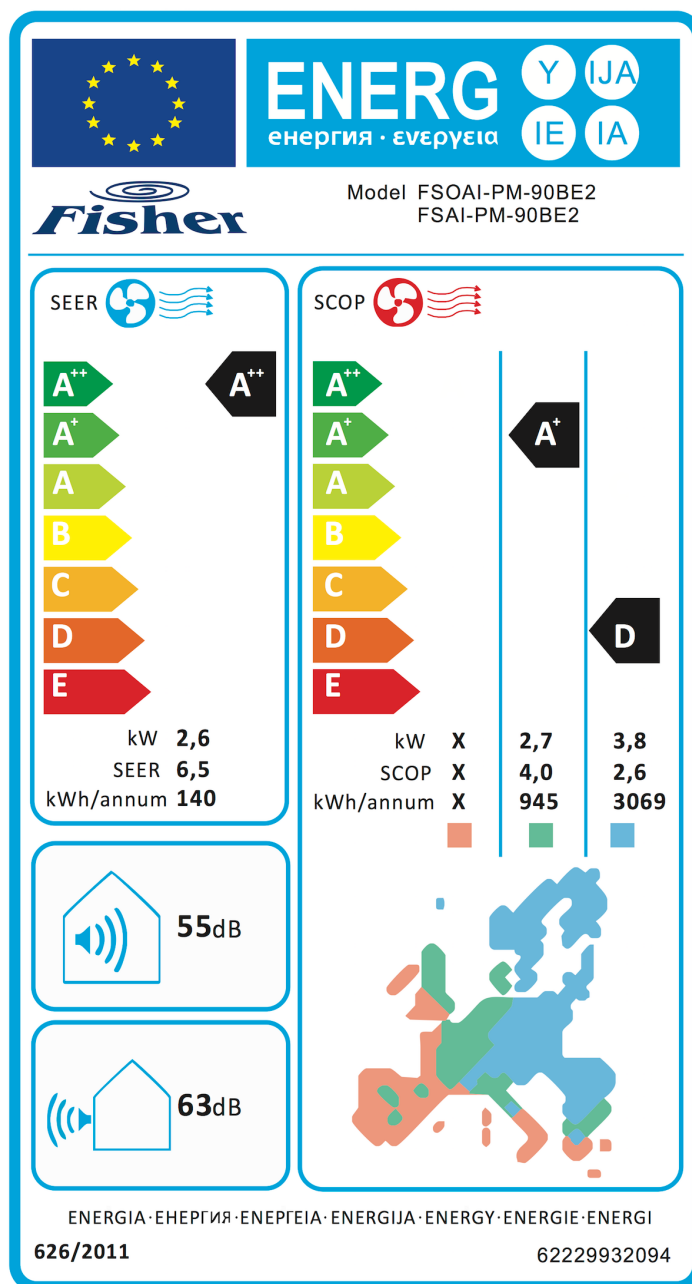 ENERG
енергия · ενεργεια
Y IJA
IE IA
Fisher
Model FSOAI-PM-90BE2
FSAI-PM-90BE2
SEER
A++
A+
A
B
C
D
E
A++
kW 2,6
SEER 6,5
kWh/annum 140
SCOP
A++
A+
A
B
C
D
E
A+
D
kW X 2,7 3,8
SCOP X 4,0 2,6
kWh/annum X 945 3069
55dB
63dB
ENERGIA·ЕНЕРГИЯ·ΕΝΕΡΓΕΙΑ·ENERGIJA·ENERGY·ENERGIE·ENERGI
626/2011
62229932094